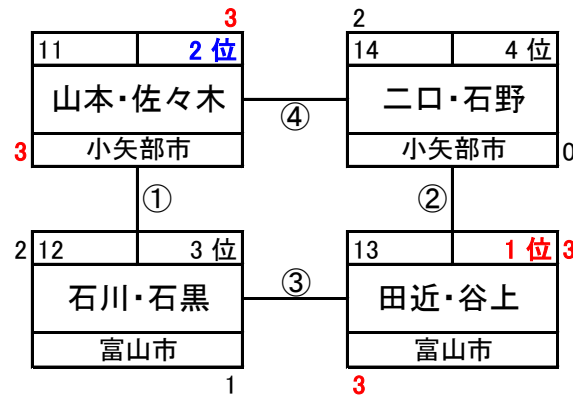 3 2
11 2 位 14 4 位
山本・佐々木 二口・石野
④
3 小矢部市 小矢部市 0
① ②
2 12 3 位 13 1 位 3
石川・石黒 ③ 田近・谷上
富山市 富山市
1 3